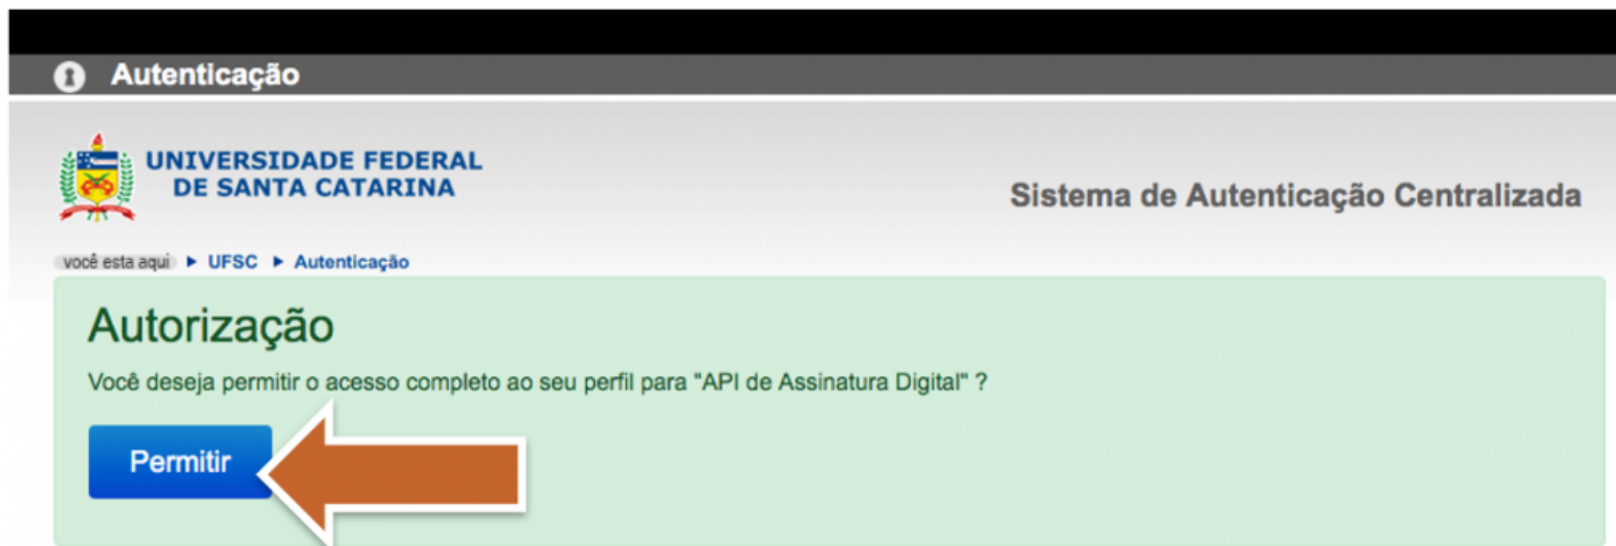 Autenticação
UNIVERSIDADE FEDERAL
DE SANTA CATARINA
Sistema de Autenticação Centralizada
você esta aqui ▶ UFSC ▶ Autenticação
Autorização
Você deseja permitir o acesso completo ao seu perfil para "API de Assinatura Digital" ?
Permitir